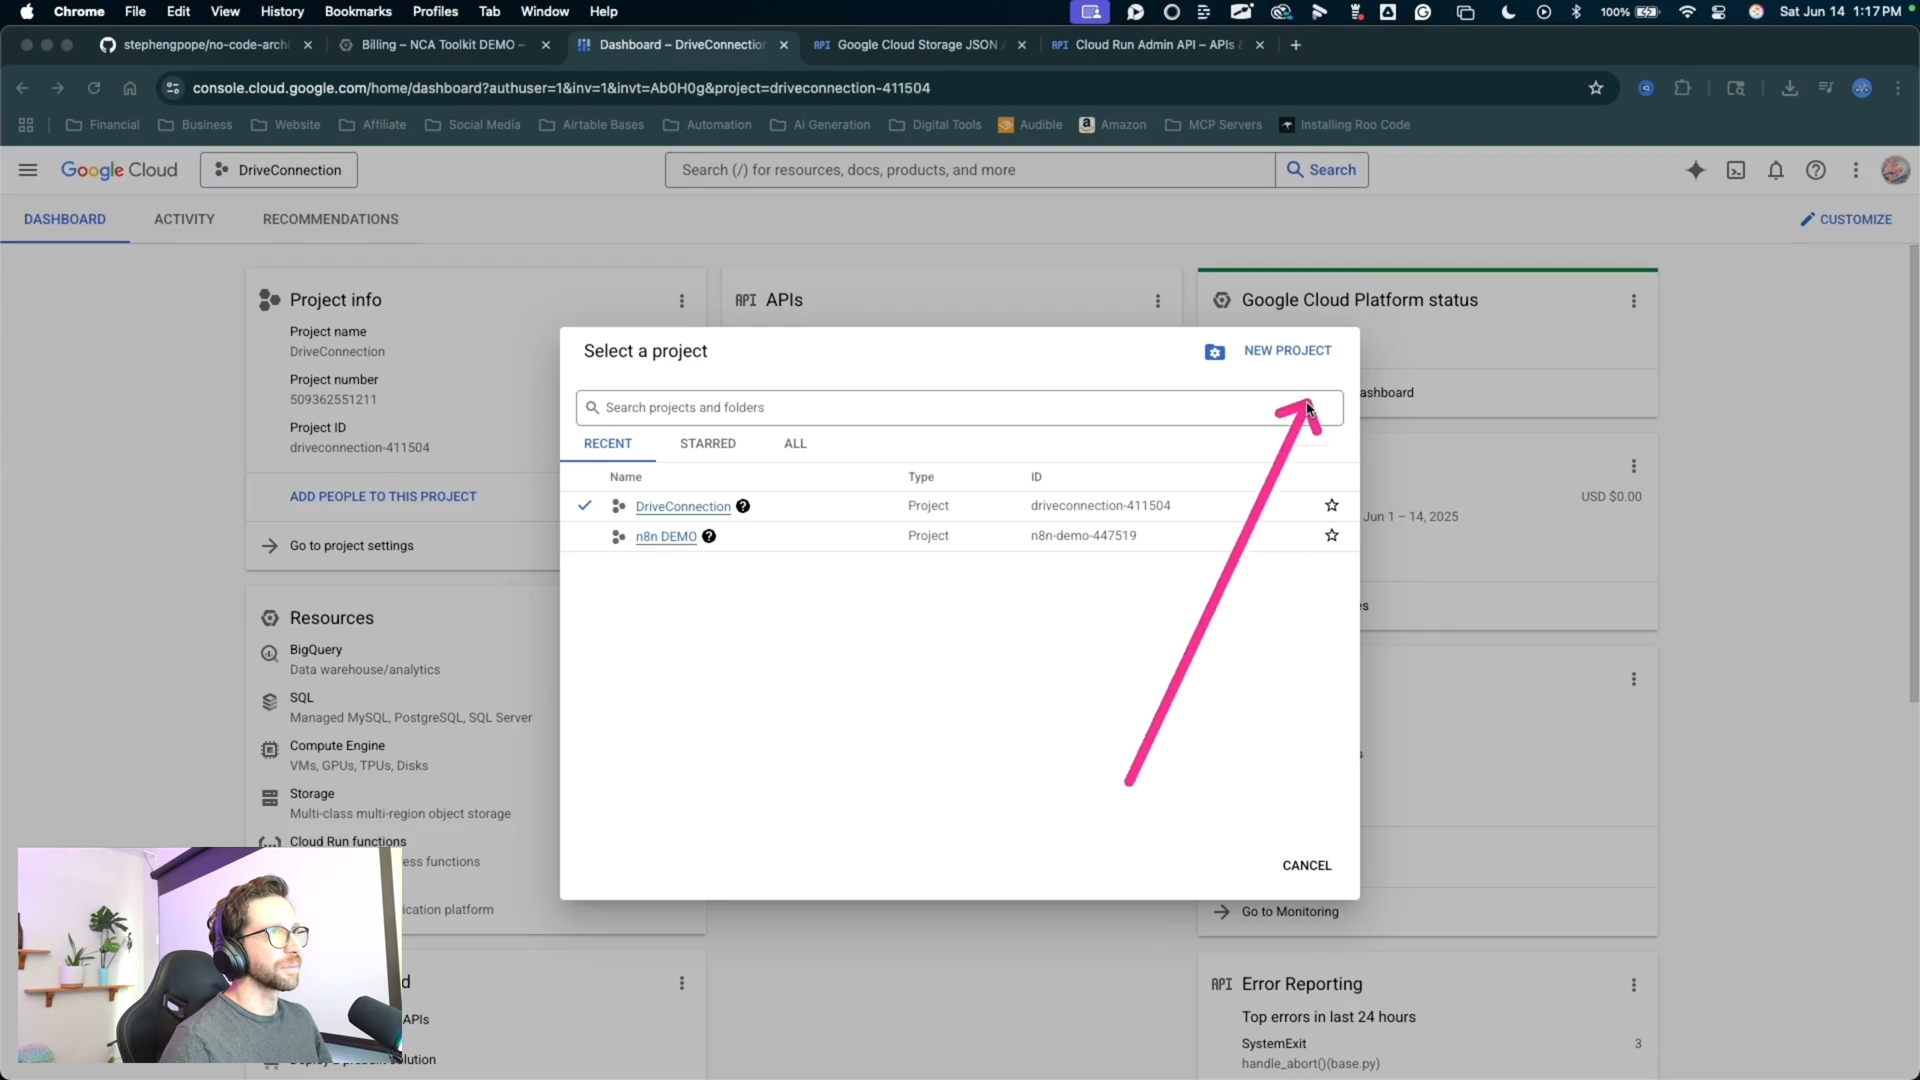 Chrome File Edit View History Bookmarks Profiles Tab Window Help
100% Sat Jun 14 1:17 PM
stephengpope/no-code-archi
Billing – NCA Toolkit DEMO –
Dashboard – DriveConnection
API Google Cloud Storage JSON
API Cloud Run Admin API – APIs &
console.cloud.google.com/home/dashboard?authuser=1&inv=1&invt=Ab0H0g&project=driveconnection-411504
Financial Business Website Affiliate Social Media Airtable Bases Automation Ai Generation Digital Tools Audible Amazon MCP Servers Installing Roo Code
Google Cloud
DriveConnection
Search (/) for resources, docs, products, and more
Search
DASHBOARD ACTIVITY RECOMMENDATIONS
CUSTOMIZE
Project info
Project name
DriveConnection
Project number
509362551211
Project ID
driveconnection-411504
ADD PEOPLE TO THIS PROJECT
Go to project settings
Resources
BigQuery
Data warehouse/analytics
SQL
Managed MySQL, PostgreSQL, SQL Server
Compute Engine
VMs, GPUs, TPUs, Disks
Storage
Multi-class multi-region object storage
Cloud Run functions
ess functions
ication platform
d
APIs
API APIs
Select a project
NEW PROJECT
Search projects and folders
RECENT STARRED ALL
Name Type ID
DriveConnection ? Project driveconnection-411504
n8n DEMO ? Project n8n-demo-447519
CANCEL
Google Cloud Platform status
ashboard
USD $0.00
Jun 1 – 14, 2025
es
s
Go to Monitoring
API Error Reporting
Top errors in last 24 hours
SystemExit 3
handle_abort()(base.py)